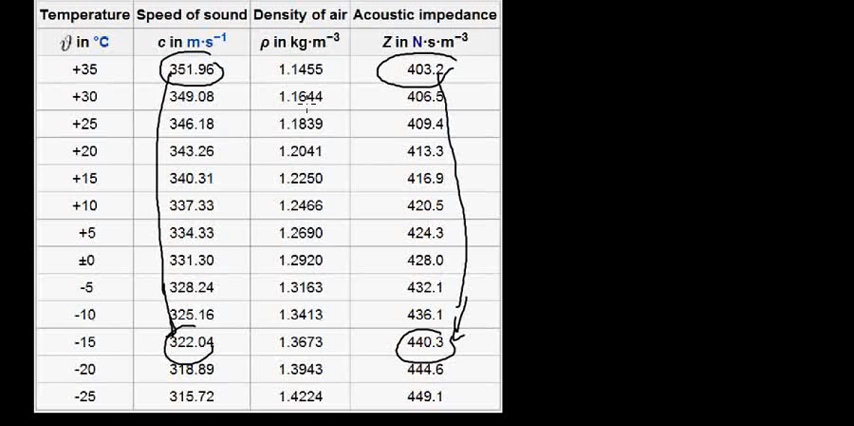 Temperature Speed of sound Density of air Acoustic impedance
ϑ in °C c in m·s⁻¹ ρ in kg·m⁻³ Z in N·s·m⁻³
+35 351.96 1.1455 403.2
+30 349.08 1.1644 406.5
+25 346.18 1.1839 409.4
+20 343.26 1.2041 413.3
+15 340.31 1.2250 416.9
+10 337.33 1.2466 420.5
+5 334.33 1.2690 424.3
±0 331.30 1.2920 428.0
-5 328.24 1.3163 432.1
-10 325.16 1.3413 436.1
-15 322.04 1.3673 440.3
-20 318.89 1.3943 444.6
-25 315.72 1.4224 449.1